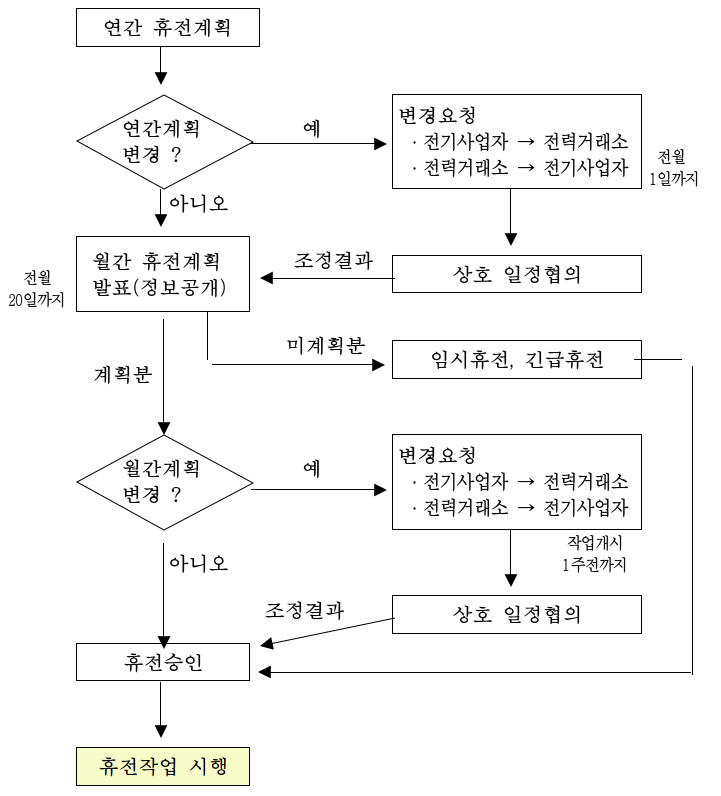 연간 휴전계획
연간계획
변경 ?
예
변경요청
· 전기사업자 → 전력거래소
· 전력거래소 → 전기사업자
전월
1일까지
아니오
월간 휴전계획
발표(정보공개)
전월
20일까지
조정결과
상호 일정협의
미계획분
임시휴전, 긴급휴전
계획분
월간계획
변경 ?
예
변경요청
· 전기사업자 → 전력거래소
· 전력거래소 → 전기사업자
작업개시
1주전까지
아니오
조정결과
상호 일정협의
휴전승인
휴전작업 시행